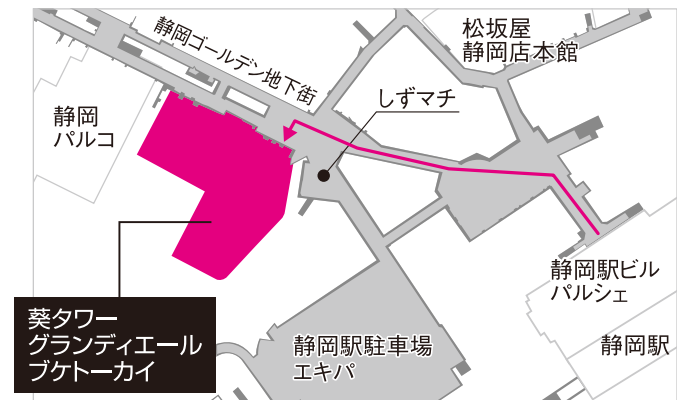 松坂屋
静岡店本館
静岡ゴールデン地下街
しずマチ
静岡
パルコ
静岡駅ビル
パルシェ
葵タワー
グランディエール
ブケトーカイ
静岡駅駐車場
エキパ
静岡駅